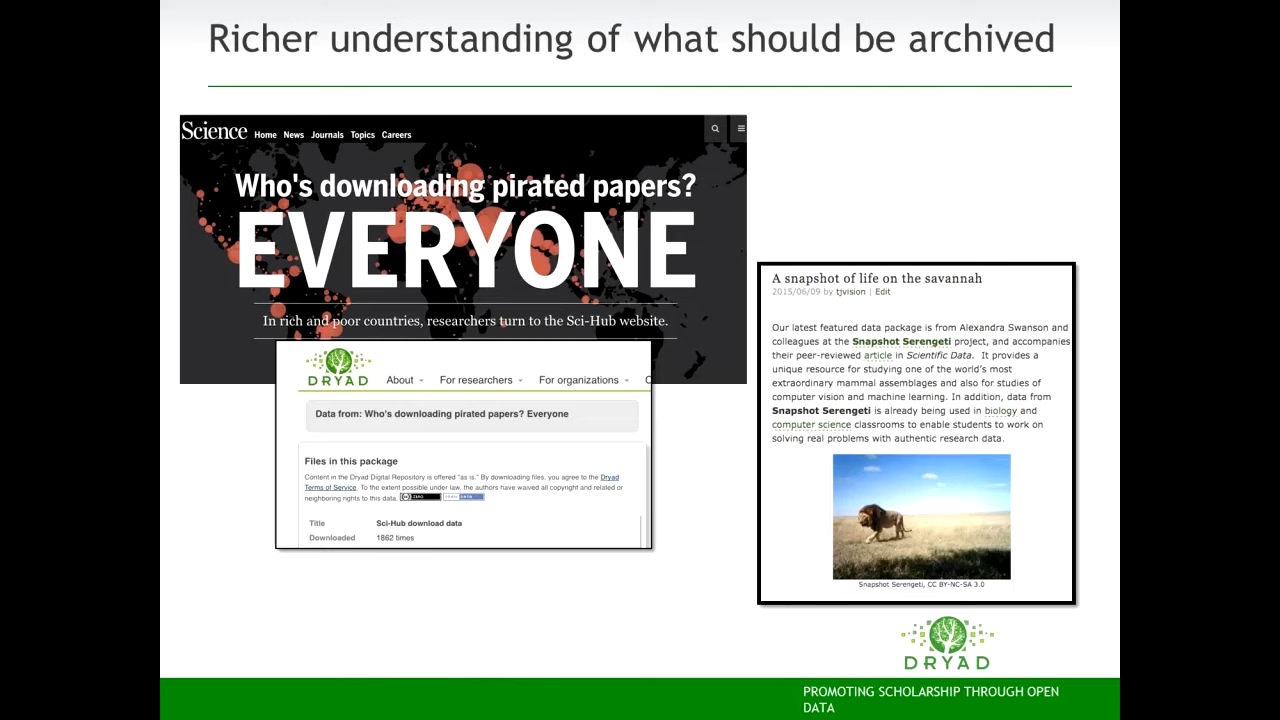 Richer understanding of what should be archived
Science Home News Journals Topics Careers
Who's downloading pirated papers?
EVERYONE
In rich and poor countries, researchers turn to the Sci-Hub website.
DRYAD
About For researchers For organizations
Data from: Who's downloading pirated papers? Everyone
Files in this package
Content in the Dryad Digital Repository is offered "as is." By downloading files, you agree to the Dryad
Terms of Service. To the extent possible under law, the authors have waived all copyright and related or
neighboring rights to this data.
Title Sci-Hub download data
Downloaded 1862 times
A snapshot of life on the savannah
2015/06/09 by tjvision | Edit
Our latest featured data package is from Alexandra Swanson and
colleagues at the Snapshot Serengeti project, and accompanies
their peer-reviewed article in Scientific Data. It provides a
unique resource for studying one of the world's most
extraordinary mammal assemblages and also for studies of
computer vision and machine learning. In addition, data from
Snapshot Serengeti is already being used in biology and
computer science classrooms to enable students to work on
solving real problems with authentic research data.
Snapshot Serengeti, CC BY-NC-SA 3.0
DRYAD
PROMOTING SCHOLARSHIP THROUGH OPEN
DATA